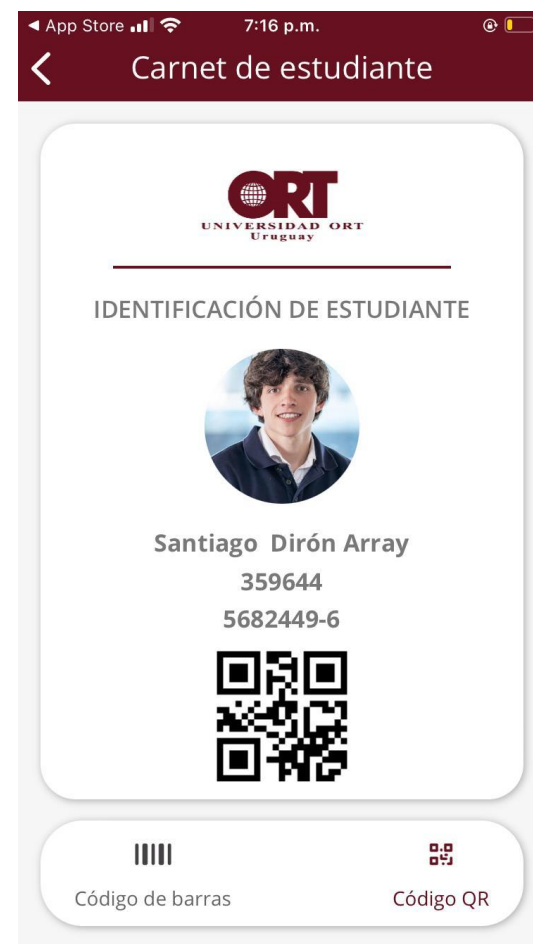 App Store
7:16 p.m.
Carnet de estudiante
ORT
UNIVERSIDAD ORT
Uruguay
IDENTIFICACIÓN DE ESTUDIANTE
Santiago Dirón Array
359644
5682449-6
Código de barras
Código QR